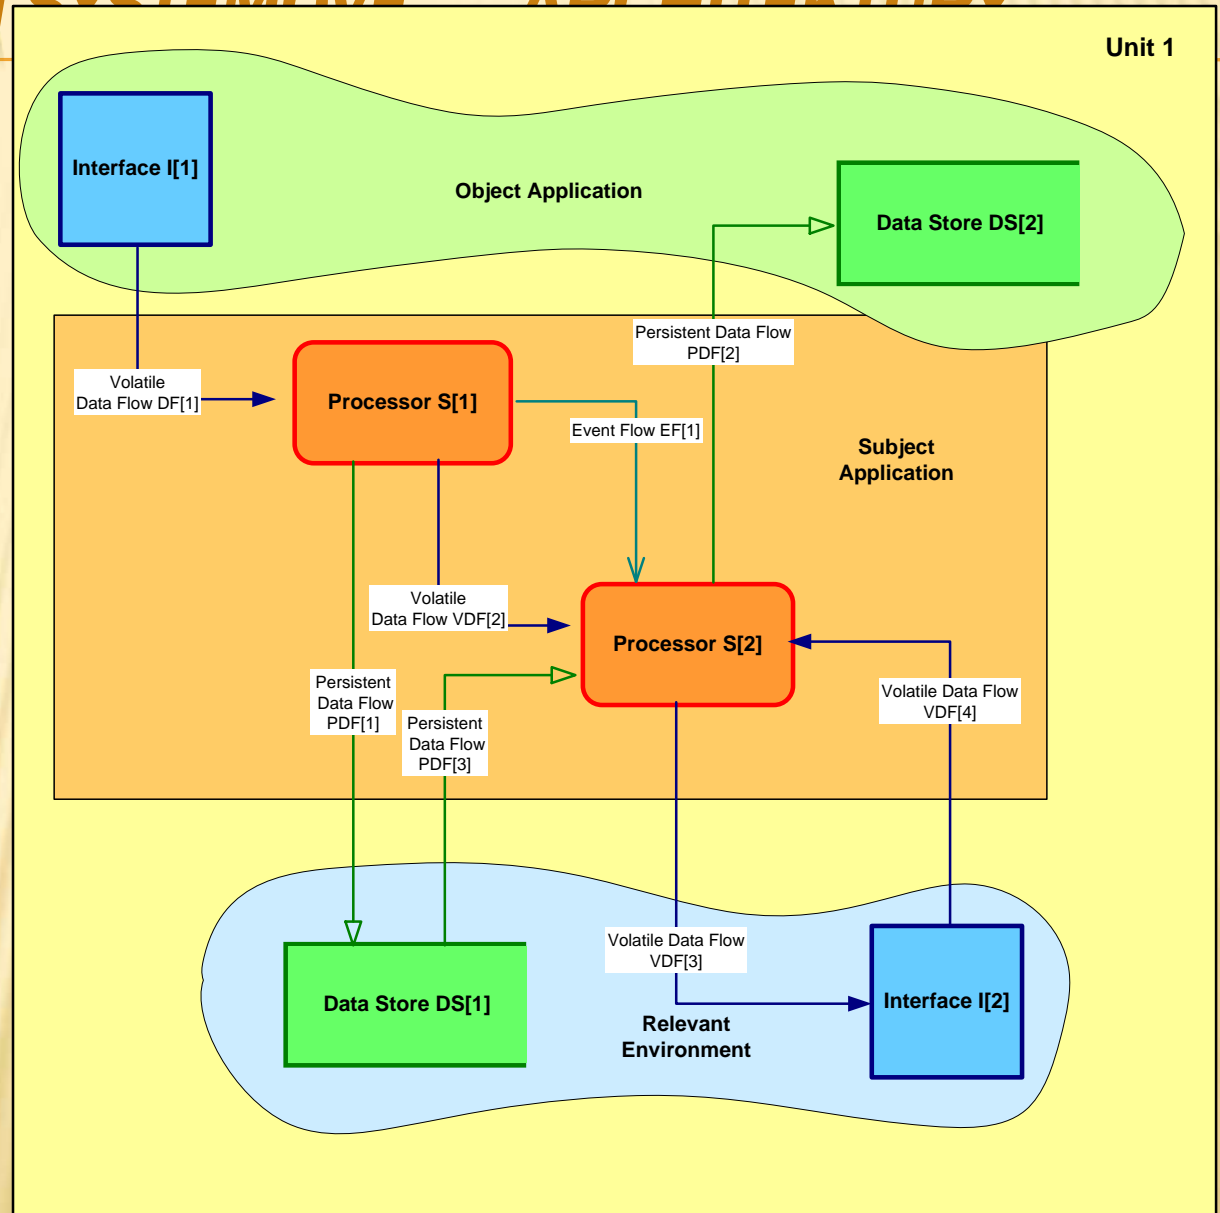 Unit 1
Interface I[1]
Object Application
Data Store DS[2]
Persistent Data Flow
PDF[2]
Volatile
Data Flow DF[1]
Processor S[1]
Event Flow EF[1]
Subject
Application
Volatile
Data Flow VDF[2]
Processor S[2]
Persistent
Data Flow
PDF[1]
Persistent
Data Flow
PDF[3]
Volatile Data Flow
VDF[4]
Volatile Data Flow
VDF[3]
Data Store DS[1]
Interface I[2]
Relevant
Environment